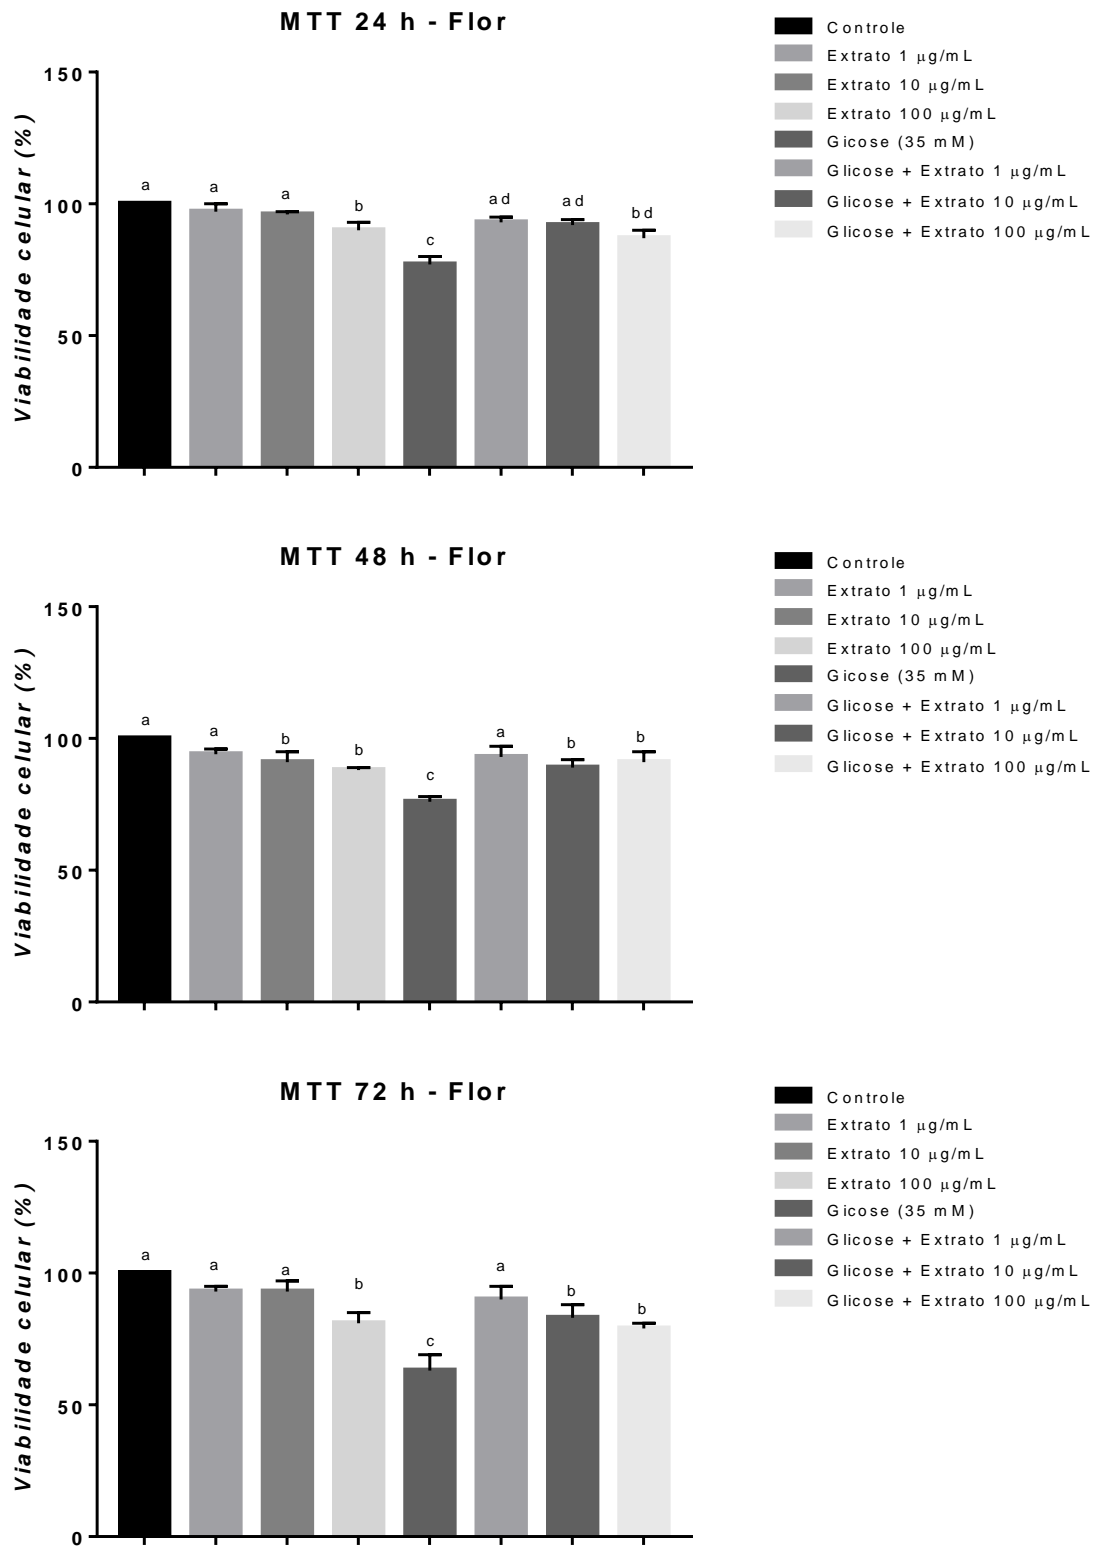 MTT 24 h - Flor
Viabilidade celular (%)
150
100
50
0
a
a
a
b
c
a d
a d
b d
Controle
Extrato 1 μg/mL
Extrato 10 μg/mL
Extrato 100 μg/mL
Gicose (35 mM)
Glicose + Extrato 1 μg/mL
Glicose + Extrato 10 μg/mL
Glicose + Extrato 100 μg/mL
MTT 48 h - Flor
Viabilidade celular (%)
150
100
50
0
a
a
b
b
c
a
b
b
Controle
Extrato 1 μg/mL
Extrato 10 μg/mL
Extrato 100 μg/mL
Gicose (35 mM)
Glicose + Extrato 1 μg/mL
Glicose + Extrato 10 μg/mL
Glicose + Extrato 100 μg/mL
MTT 72 h - Flor
Viabilidade celular (%)
150
100
50
0
a
a
a
b
c
a
b
b
Controle
Extrato 1 μg/mL
Extrato 10 μg/mL
Extrato 100 μg/mL
Gicose (35 mM)
Glicose + Extrato 1 μg/mL
Glicose + Extrato 10 μg/mL
Glicose + Extrato 100 μg/mL